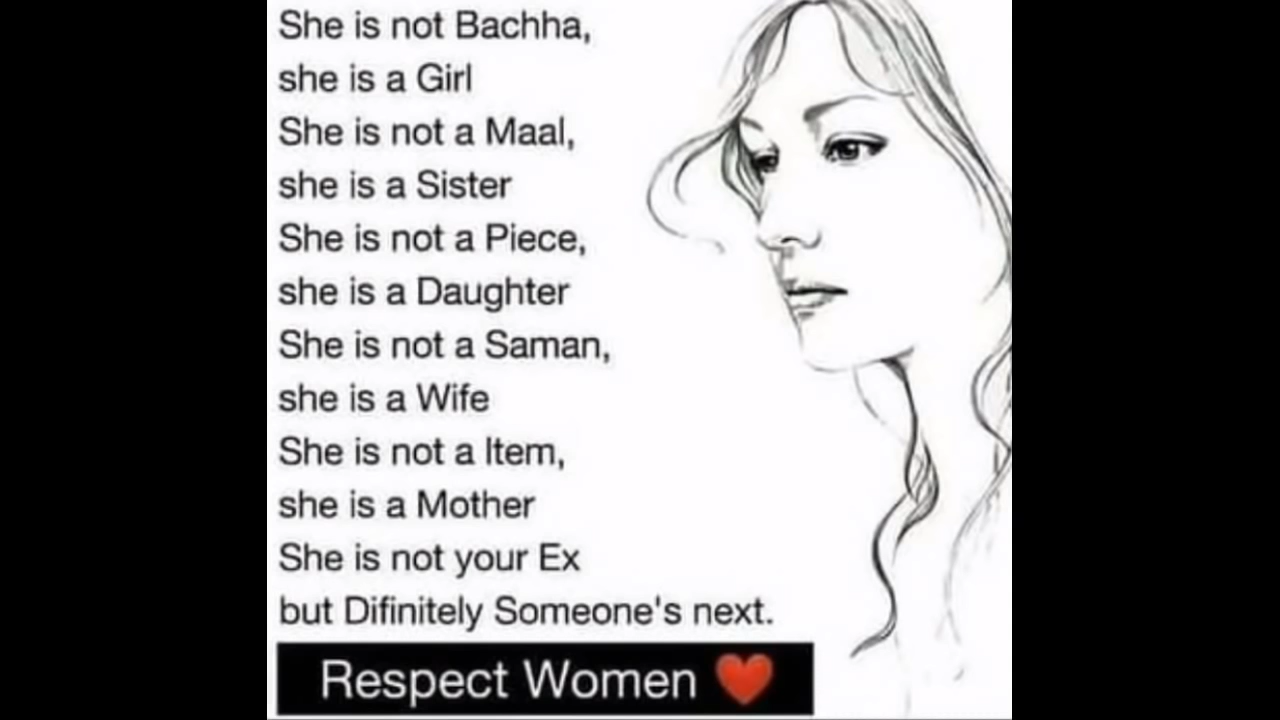 She is not Bachha,
she is a Girl
She is not a Maal,
she is a Sister
She is not a Piece,
she is a Daughter
She is not a Saman,
she is a Wife
She is not a Item,
she is a Mother
She is not your Ex
but Difinitely Someone's next.
Respect Women ❤️